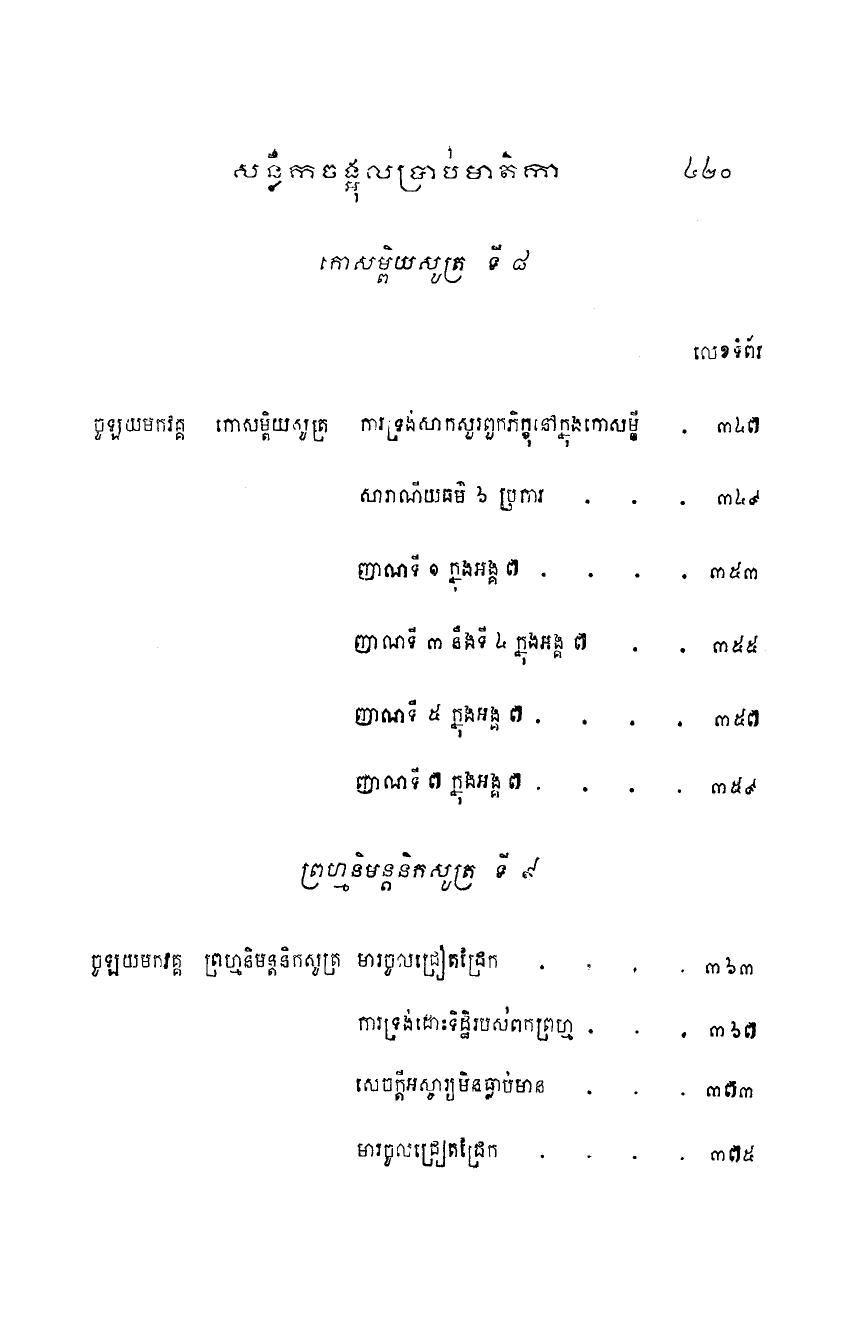 សន្លឹកចង្អុលប្រាប់មាតិកា ៤២០
កោសម្ពិយសូត្រ ទី ៨
លេខទំព័រ
ចូឡយមកវគ្គ កោសម្ពិយសូត្រ ការទ្រង់សាកសួរពួកភិក្ខុនៅក្នុងកោសម្ពី . ៣៤៧
សារាណីយធម៌ ៦ ប្រការ . . . ៣៤៩
ញាណទី ១ ក្នុងអង្គ ៧ . . . . ៣៥៣
ញាណទី ៣ នឹងទី ៤ ក្នុងអង្គ ៧ . . ៣៥៥
ញាណទី ៥ ក្នុងអង្គ ៧ . . . . ៣៥៧
ញាណទី ៧ ក្នុងអង្គ ៧ . . . . ៣៥៩
ព្រហ្មនិមន្តនិកសូត្រ ទី ៩
ចូឡយមកវគ្គ ព្រហ្មនិមន្តនិកសូត្រ មារចូលជ្រៀតជ្រែក . . . . ៣៦៣
ការទ្រង់ដោះទិដ្ឋិរបស់ពកព្រហ្ម . . . ៣៦៧
សេចក្តីអស្ចារ្យមិនធ្លាប់មាន . . . ៣៧៣
មារចូលជ្រៀតជ្រែក . . . . ៣៧៥